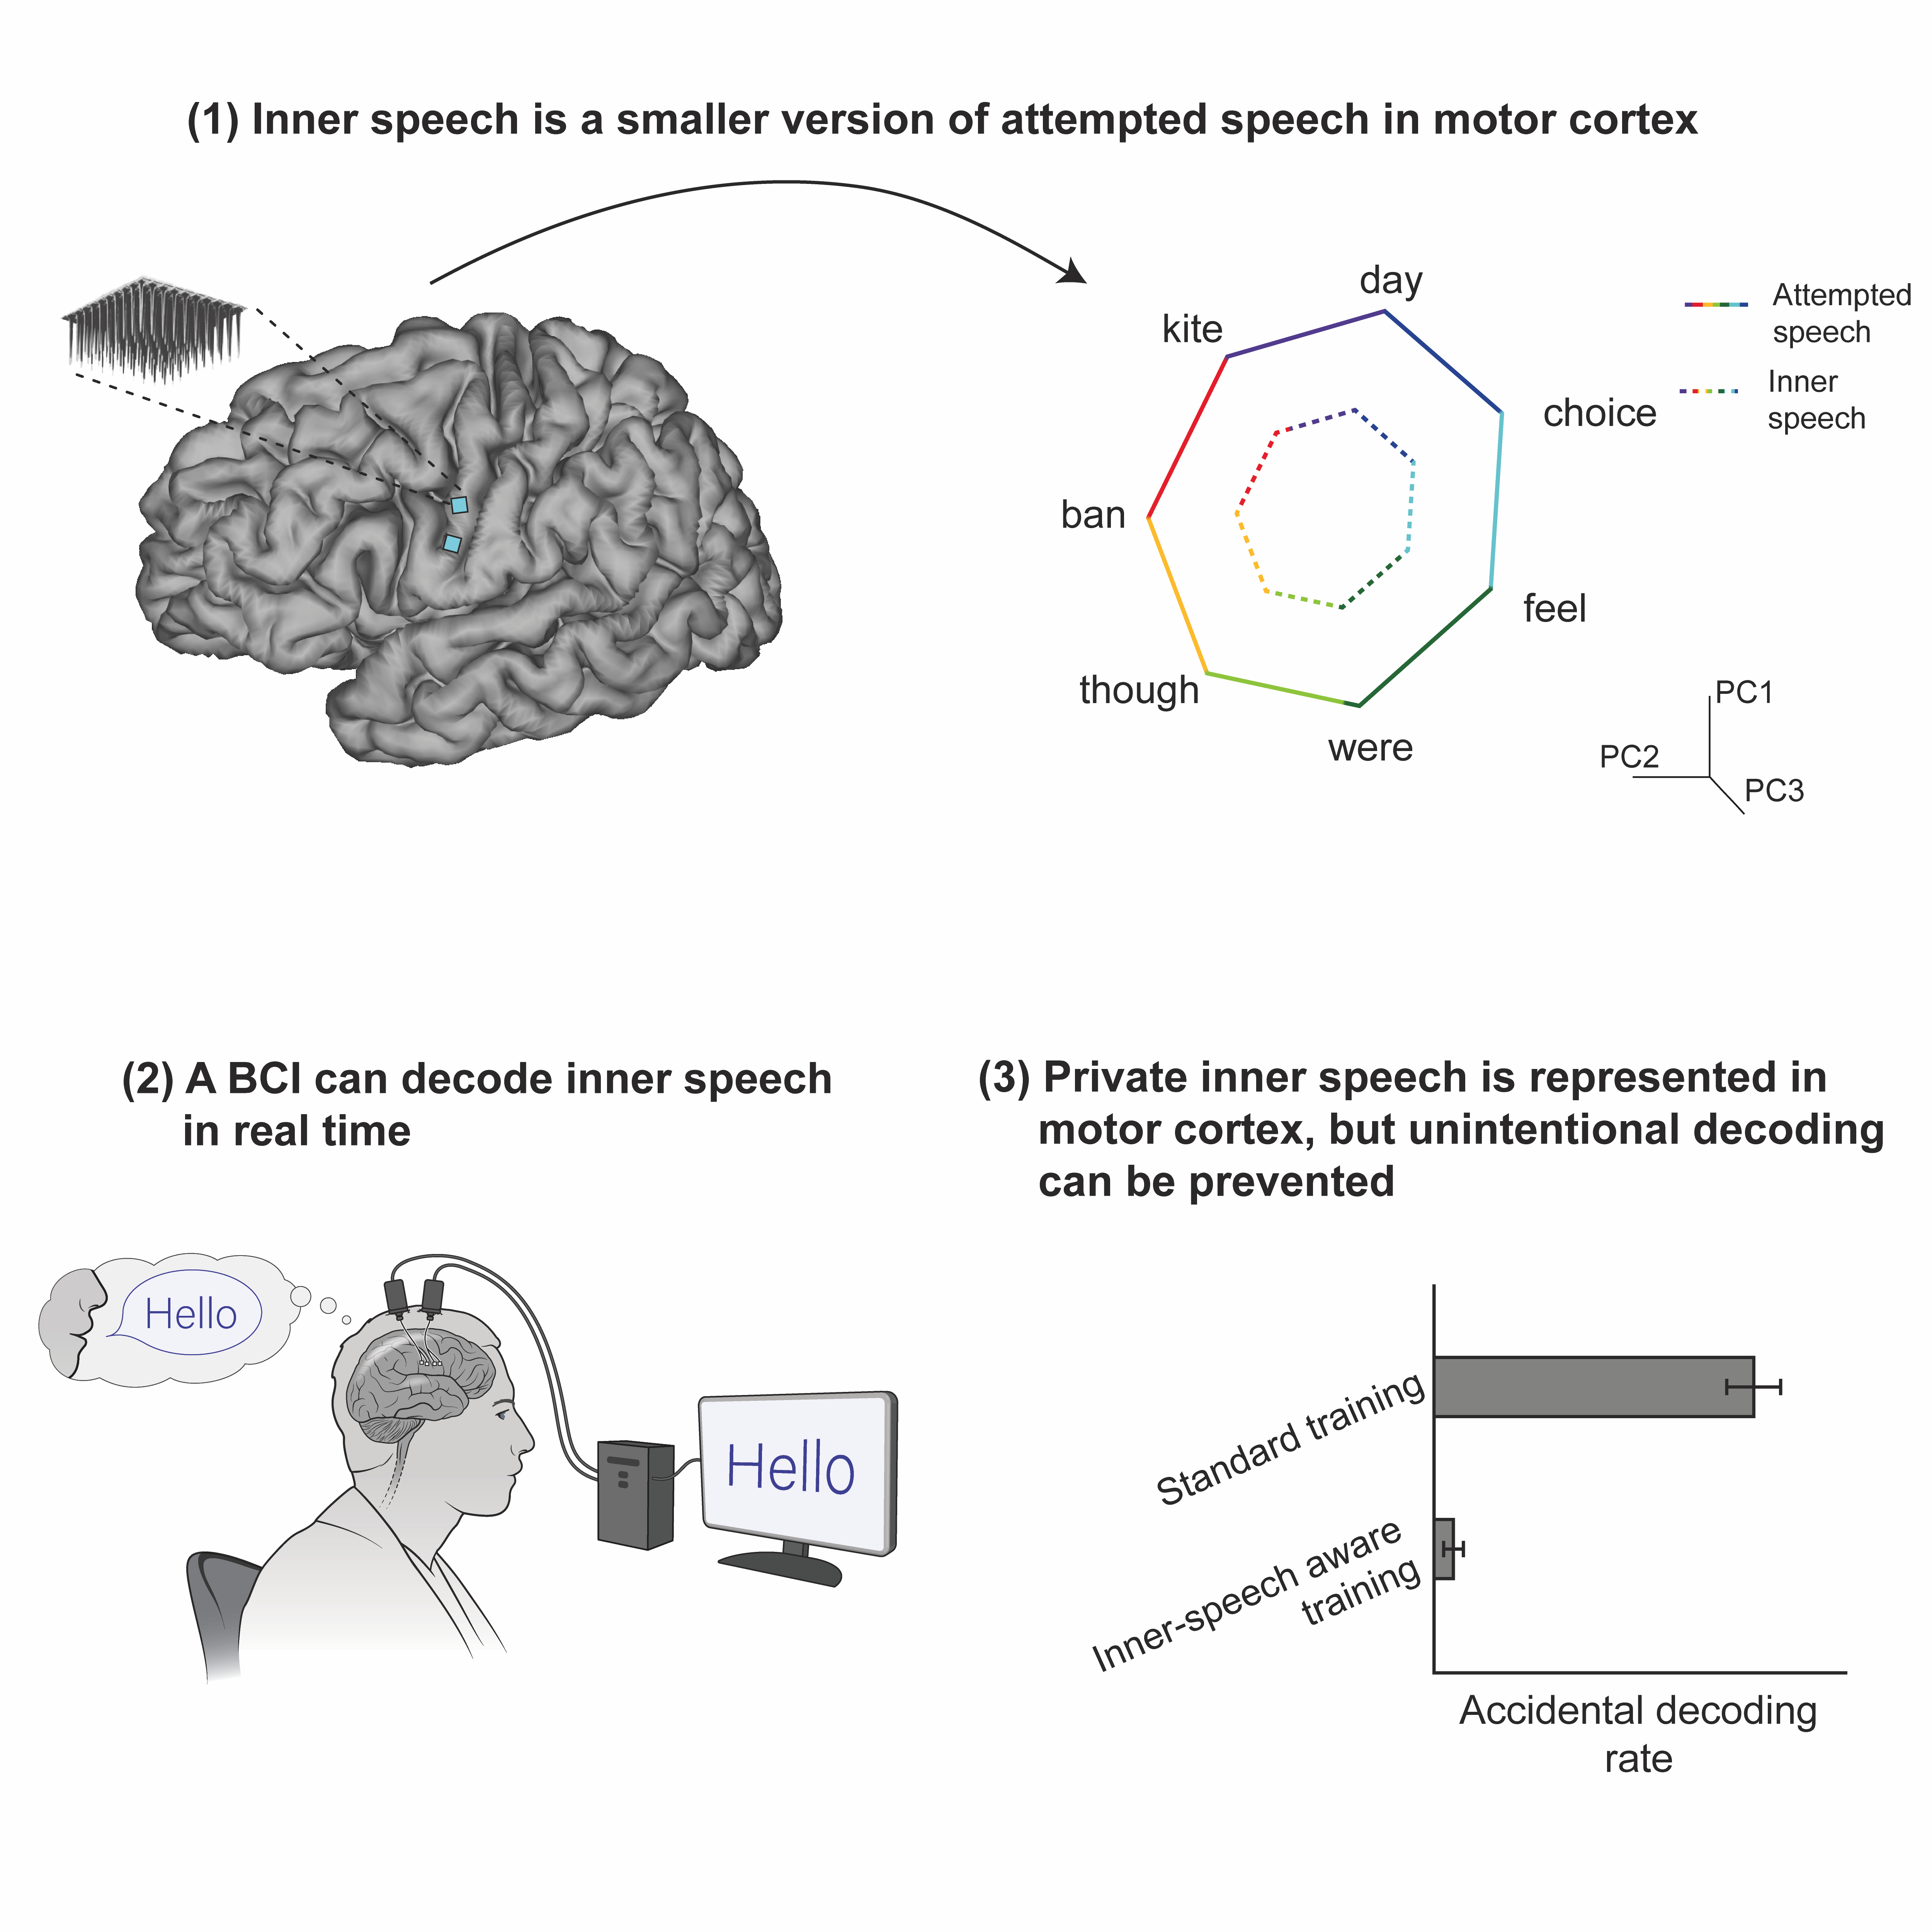 (1) Inner speech is a smaller version of attempted speech in motor cortex
day
kite
choice
ban
feel
though
were
Attempted
speech
Inner
speech
PC1
PC2
PC3
(2) A BCI can decode inner speech
in real time
Hello
Hello
(3) Private inner speech is represented in
motor cortex, but unintentional decoding
can be prevented
Standard training
Inner-speech aware
training
Accidental decoding
rate